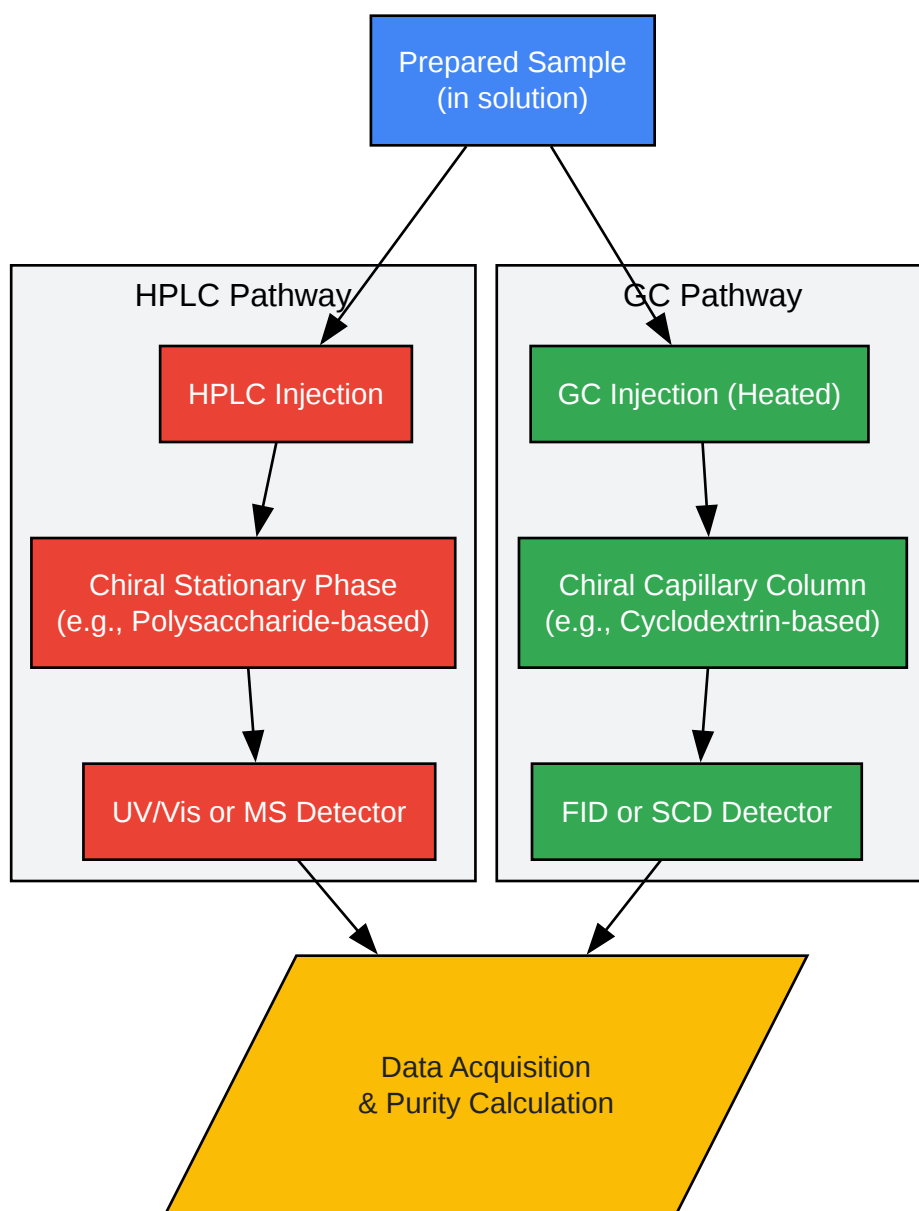 Prepared Sample
(in solution)
HPLC Pathway
HPLC Injection
Chiral Stationary Phase
(e.g., Polysaccharide-based)
UV/Vis or MS Detector
GC Pathway
GC Injection (Heated)
Chiral Capillary Column
(e.g., Cyclodextrin-based)
FID or SCD Detector
Data Acquisition
& Purity Calculation